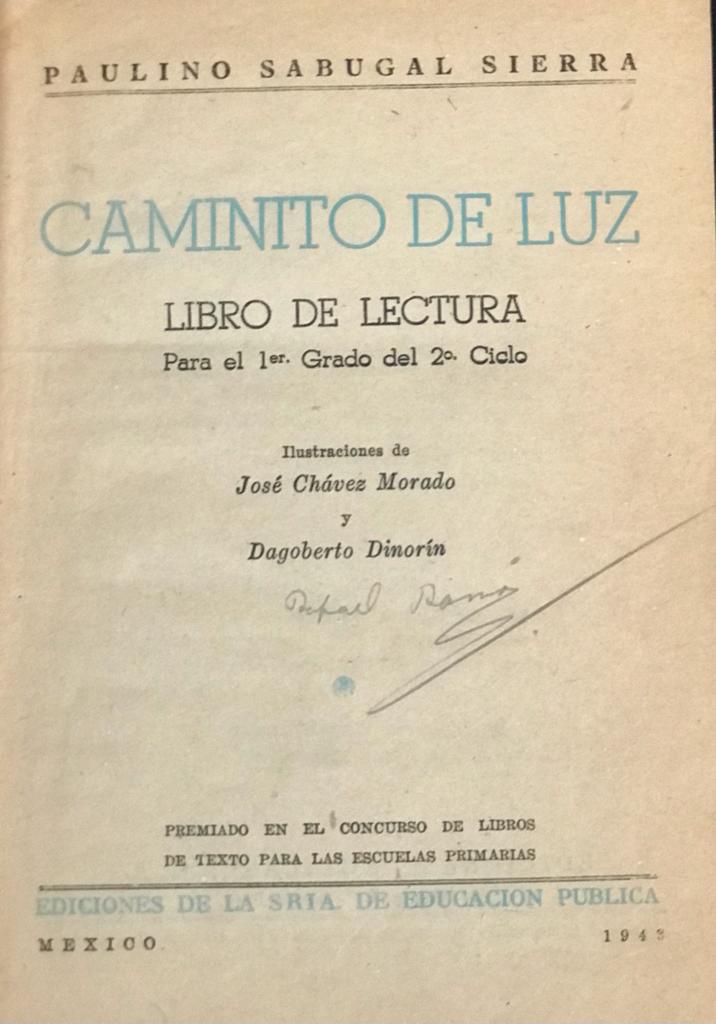 PAULINO SABUGAL SIERRA
CAMINITO DE LUZ
LIBRO DE LECTURA
Para el 1er. Grado del 2o. Ciclo
Ilustraciones de
José Chávez Morado
y
Dagoberto Dinorín
Rafael
PREMIADO EN EL CONCURSO DE LIBROS
DE TEXTO PARA LAS ESCUELAS PRIMARIAS
EDICIONES DE LA SRIA. DE EDUCACION PUBLICA
MEXICO